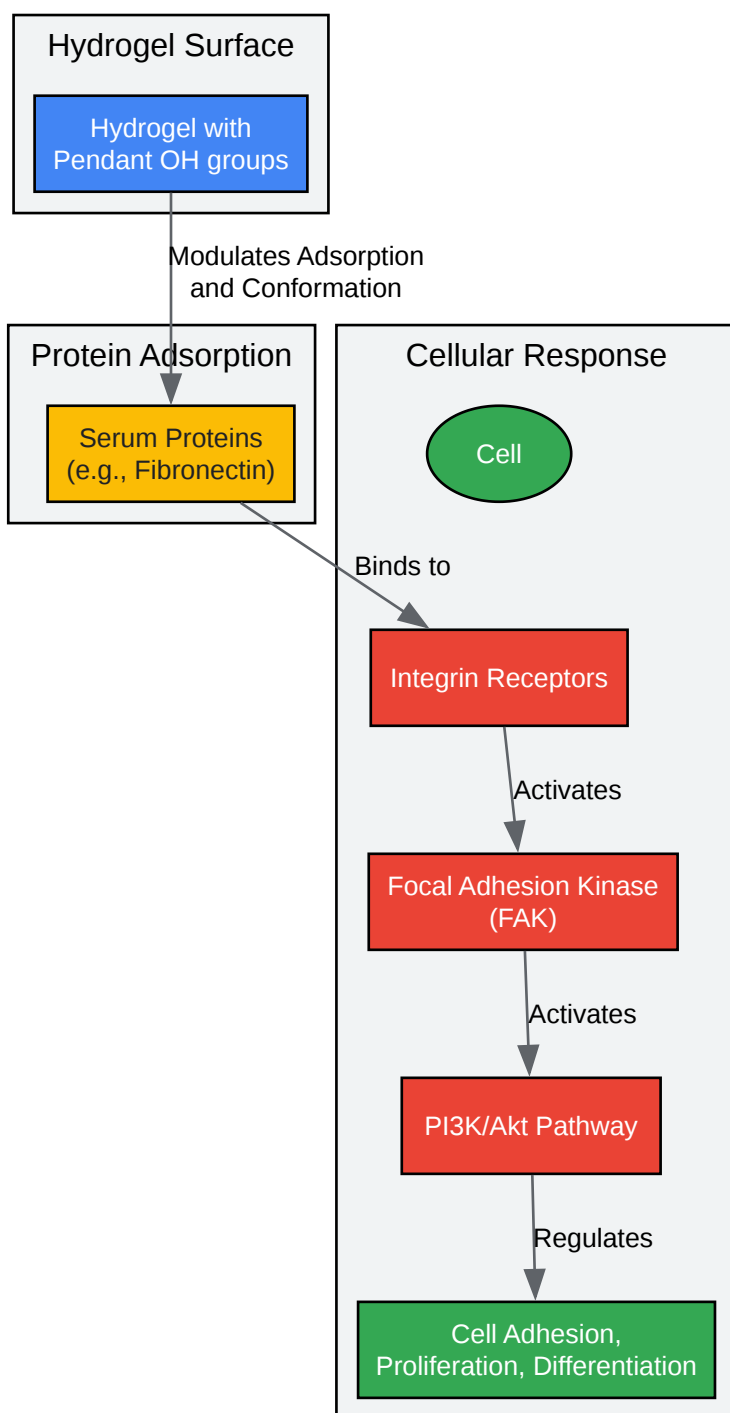 Hydrogel Surface
Hydrogel with
Pendant OH groups
Modulates Adsorption
and Conformation
Protein Adsorption
Serum Proteins
(e.g., Fibronectin)
Cellular Response
Cell
Binds to
Integrin Receptors
Activates
Focal Adhesion Kinase
(FAK)
Activates
PI3K/Akt Pathway
Regulates
Cell Adhesion,
Proliferation, Differentiation